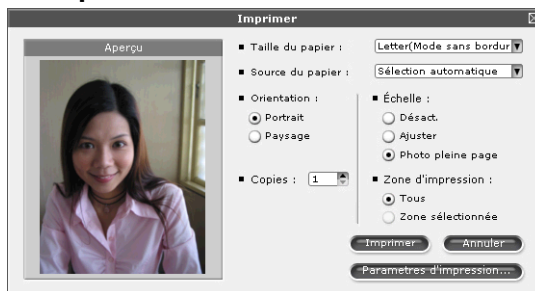 Imprimer
Aperçu
Taille du papier :
Letter(Mode sans bordur
Source du papier :
Sélection automatique
Orientation :
Portrait
Paysage
Échelle :
Désact.
Ajuster
Photo pleine page
Copies :
1
Zone d'impression :
Tous
Zone sélectionnée
Imprimer
Annuler
Parametres d'impression...